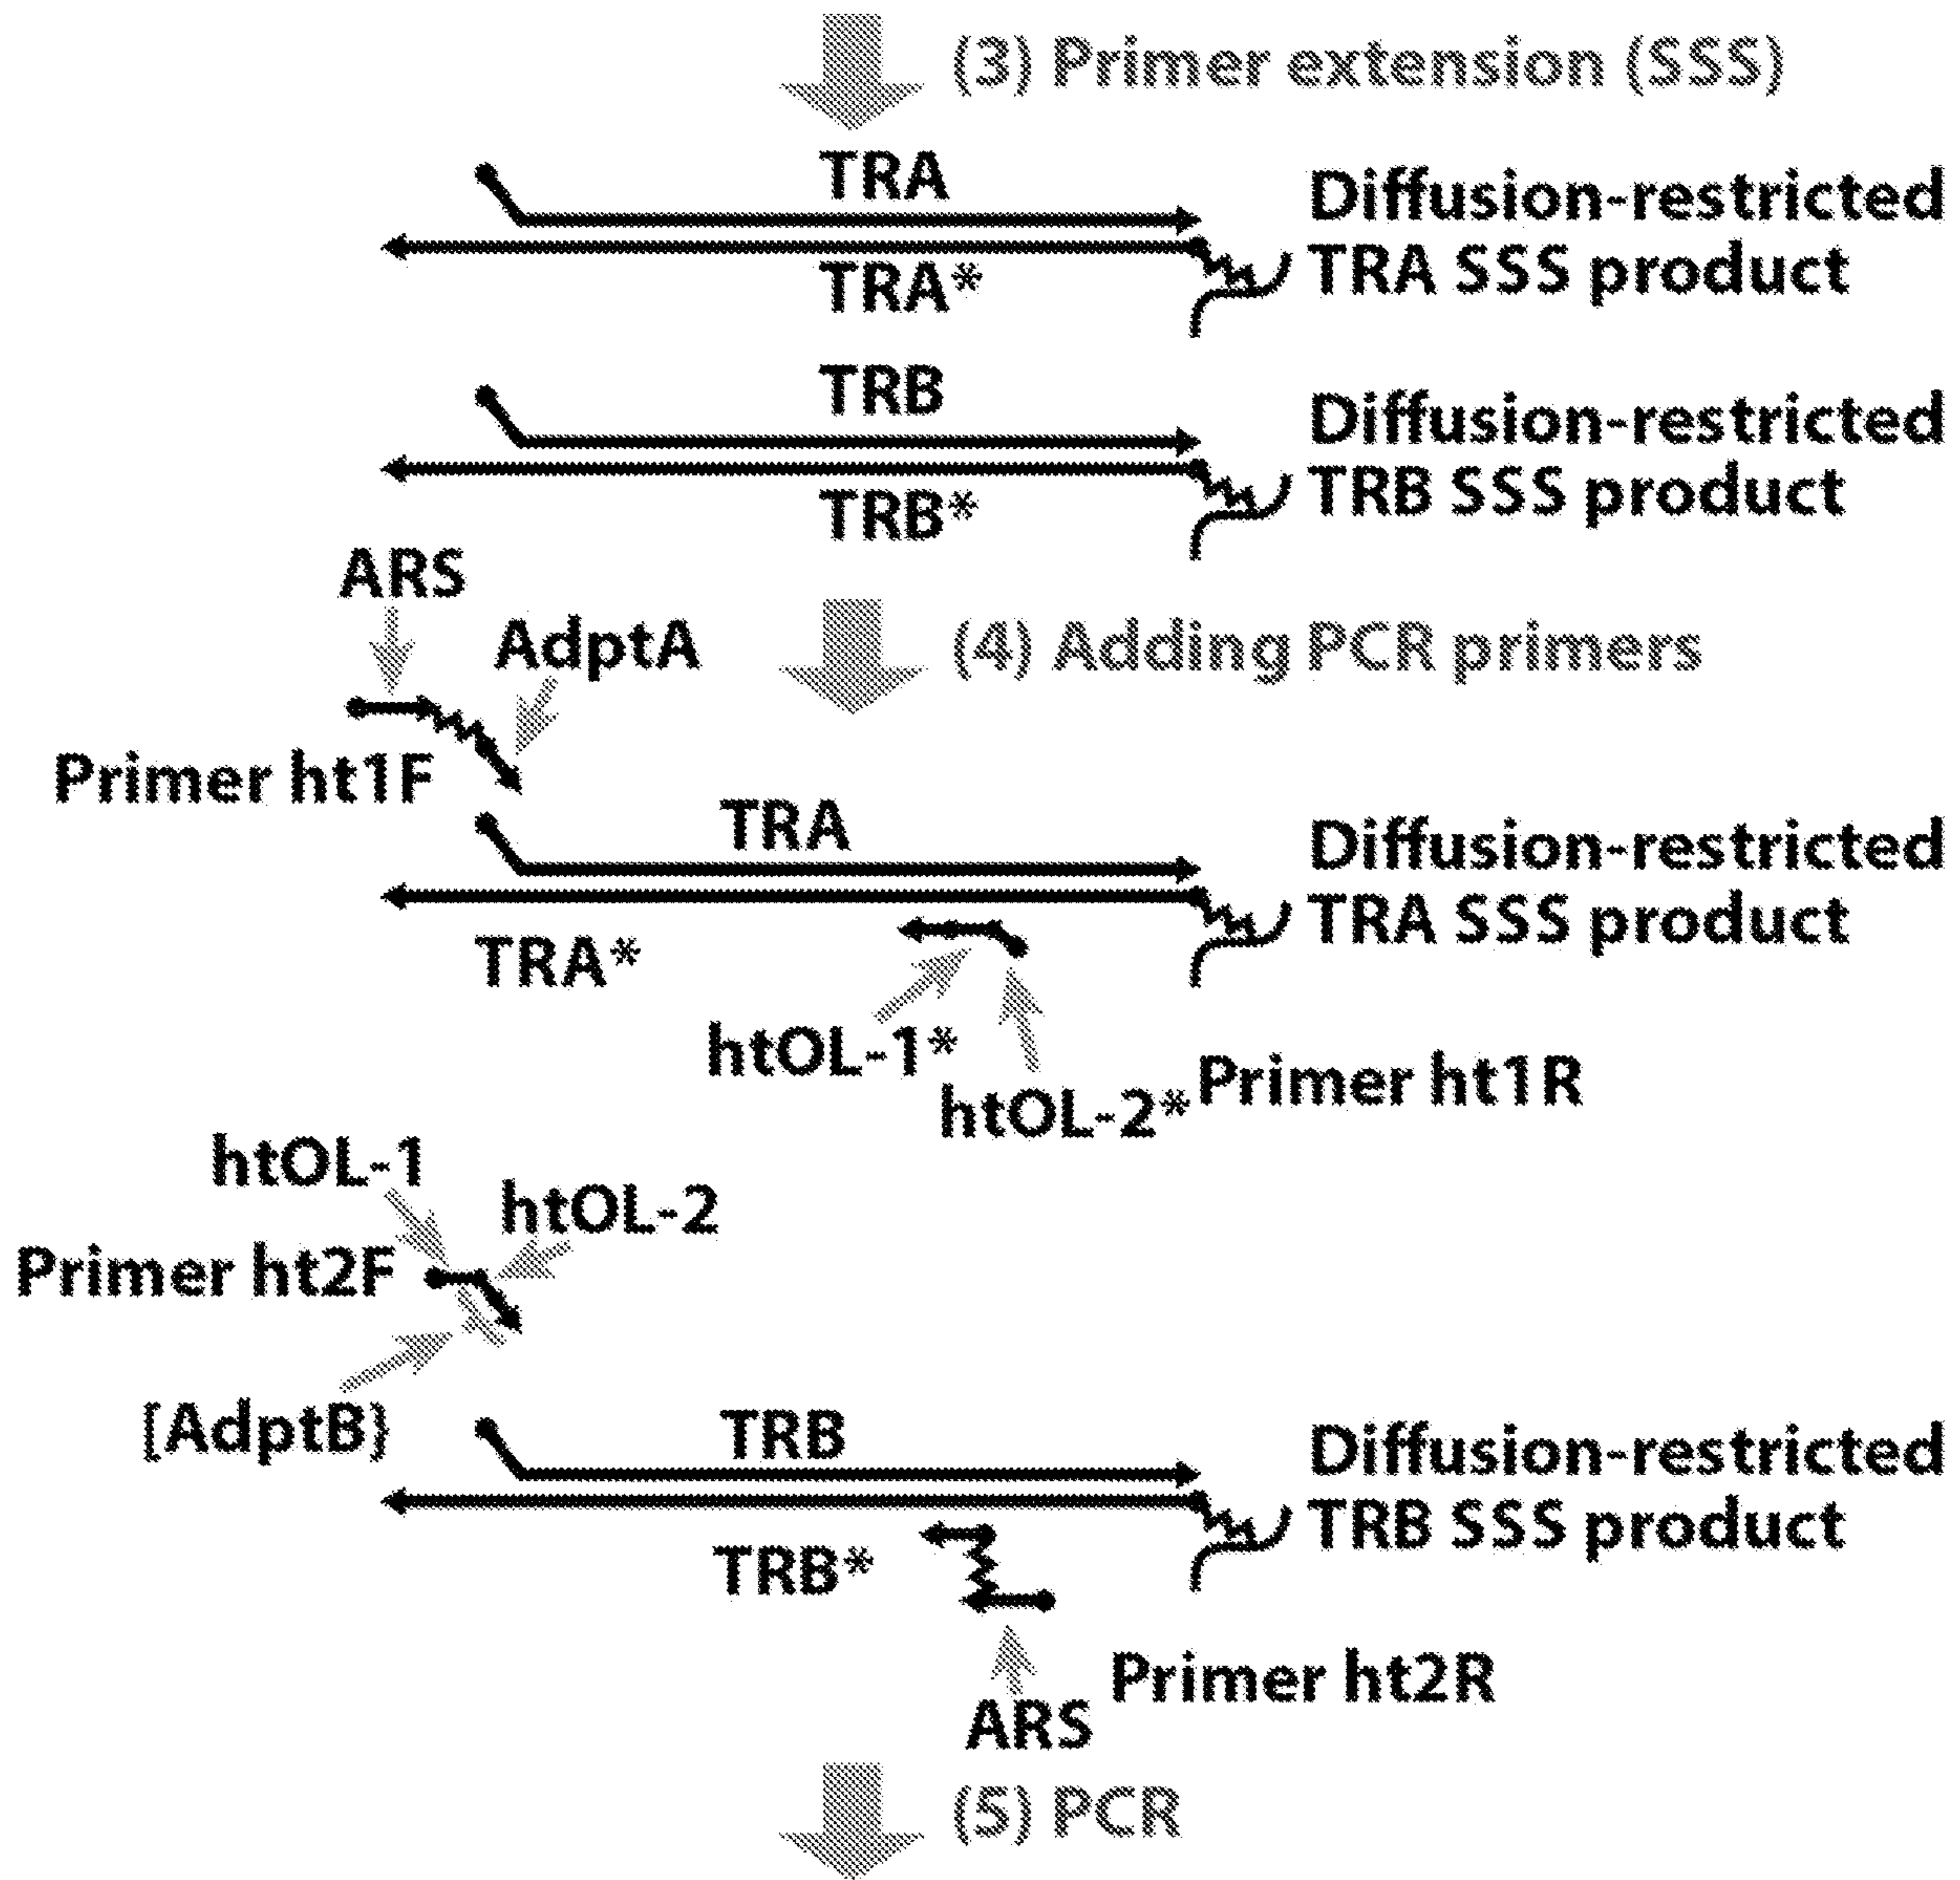 (3) Primer extension (SSS)
TRA
Diffusion-restricted
TRA SSS product
TRA*
TRB
Diffusion-restricted
TRB SSS product
TRB*
ARS
AdptA
(4) Adding PCR primers
Primer ht1F
TRA
Diffusion-restricted
TRA SSS product
TRA*
htOL-1*
htOL-2*
Primer ht1R
htOL-1
htOL-2
Primer ht2F
[AdptB}
TRB
Diffusion-restricted
TRB SSS product
TRB*
Primer ht2R
ARS
(5) PCR